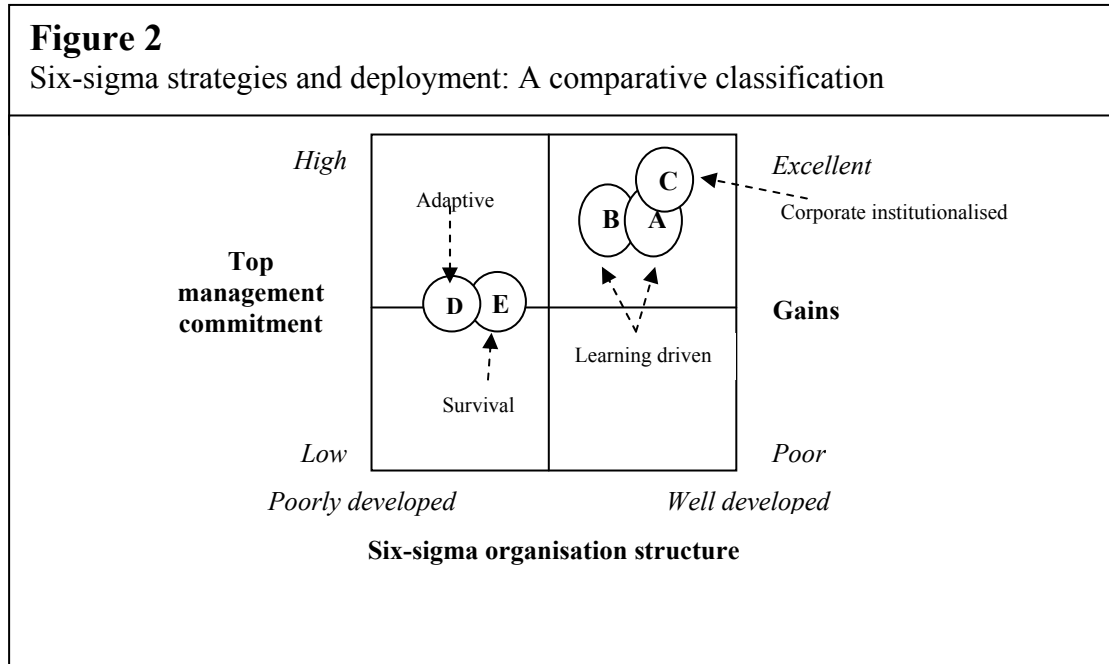 Figure 2
Six-sigma strategies and deployment: A comparative classification
High
Excellent
Adaptive
C
Corporate institutionalised
B
A
Top
management
commitment
D
E
Gains
Learning driven
Survival
Low
Poor
Poorly developed
Well developed
Six-sigma organisation structure